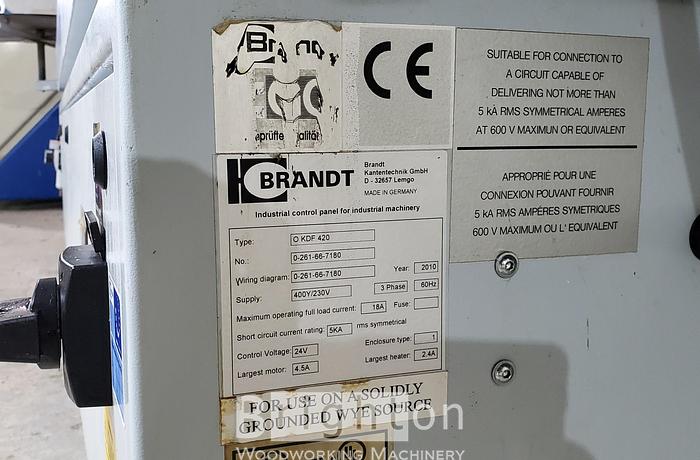 Br
CE
prüfte
alität
SUITABLE FOR CONNECTION TO
A CIRCUIT CAPABLE OF
DELIVERING NOT MORE THAN
5 kA RMS SYMMETRICAL AMPERES
AT 600 V MAXIMUN OR EQUIVALENT
APPROPRIÉ POUR UNE
CONNEXION POUVANT FOURNIR
5 kA RMS AMPÉRES SYMETRIQUES
600 V MAXIMUM OU L' EQUIVALENT
BRANDT
Brandt
Kantentechnik GmbH
D - 32657 Lemgo
MADE IN GERMANY
Industrial control panel for industrial machinery
Type: O KDF 420
No.: 0-261-66-7180
Wiring diagram: 0-261-66-7180 Year: 2010
Supply: 400Y/230V 3 Phase 60Hz
Maximum operating full load current: 18A Fuse:
Short circuit current rating: 5KA rms symmetrical
Control Voltage: 24V Enclosure type: 1
Largest motor: 4.5A Largest heater: 2.4A
FOR USE ON A SOLIDLY
GROUNDED WYE SOURCE
Brighton
WOODWORKING MACHINERY